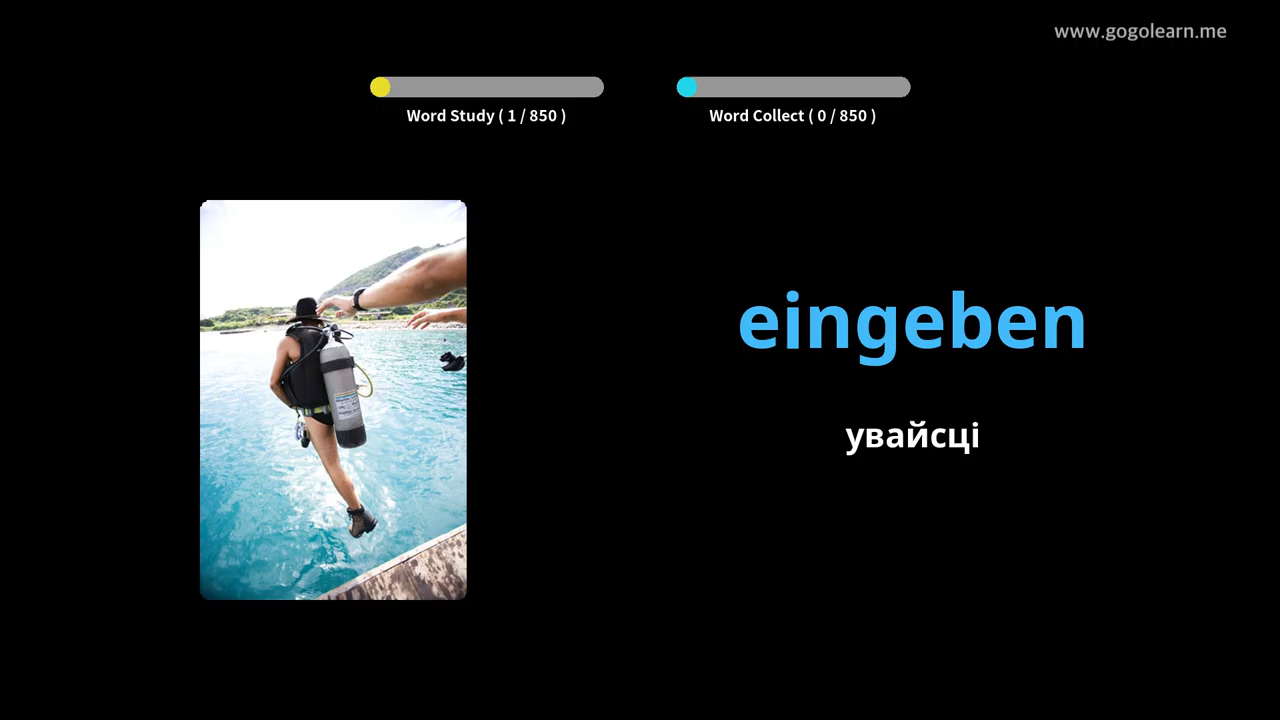 www.gogolearn.me
Word Study ( 1 / 850 )
Word Collect ( 0 / 850 )
eingeben
увайсці